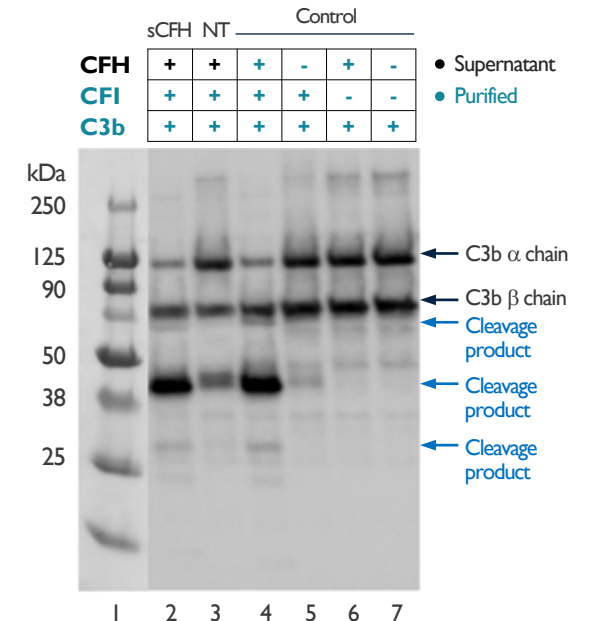 sCFH NT Control
CFH + + + - + -
CFI + + + + - -
C3b + + + + + +
● Supernatant
● Purified
kDa
250
125
90
50
38
25
C3b α chain
C3b β chain
Cleavage
product
Cleavage
product
Cleavage
product
1 2 3 4 5 6 7